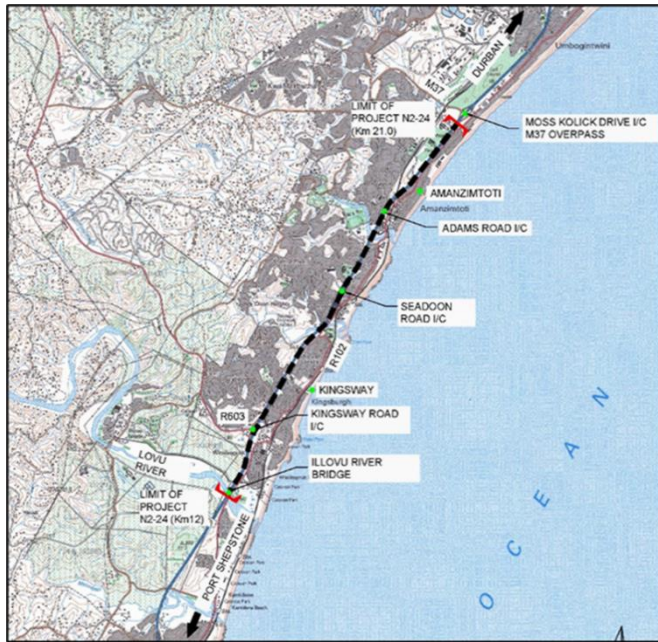 DURBAN
Umbogintwini
M37
LIMIT OF
PROJECT N2-24
(Km 21.0)
MOSS KOLICK DRIVE I/C
M37 OVERPASS
AMANZIMTOTI
Amanzimtoti
ADAMS ROAD I/C
SEADOON
ROAD I/C
R102
KINGSWAY
Kingsburgh
R603
KINGSWAY ROAD
I/C
LOVU
RIVER
ILLOVU RIVER
BRIDGE
LIMIT OF
PROJECT
N2-24 (Km12)
PORT SHEPSTONE
OCEAN